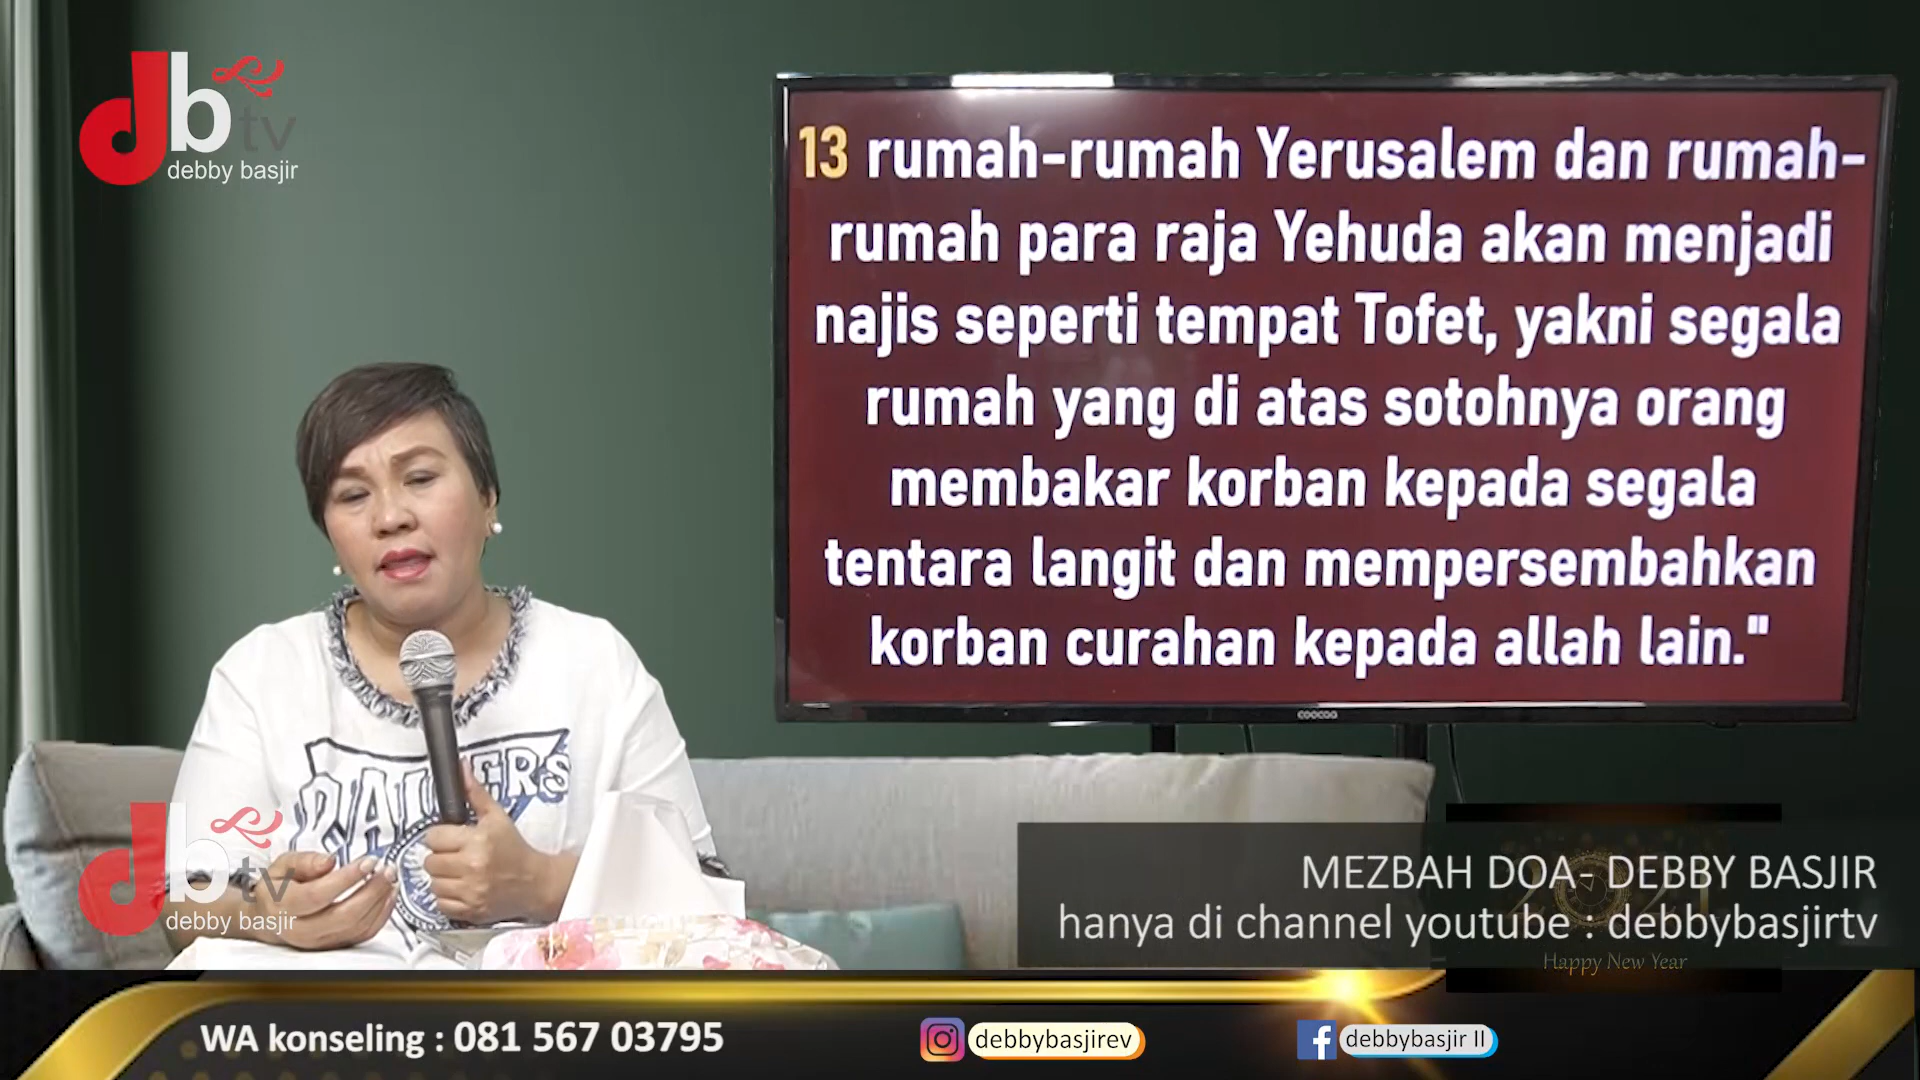 db tv
debby basjir
13 rumah-rumah Yerusalem dan rumah-
rumah para raja Yehuda akan menjadi
najis seperti tempat Tofet, yakni segala
rumah yang di atas sotohnya orang
membakar korban kepada segala
tentara langit dan mempersembahkan
korban curahan kepada allah lain."
coocaa
db tv
debby basjir
MEZBAH DOA- DEBBY BASJIR
hanya di channel youtube : debbybasjirtv
2021
Happy New Year
WA konseling : 081 567 03795
debbybasjirev
debbybasjir II